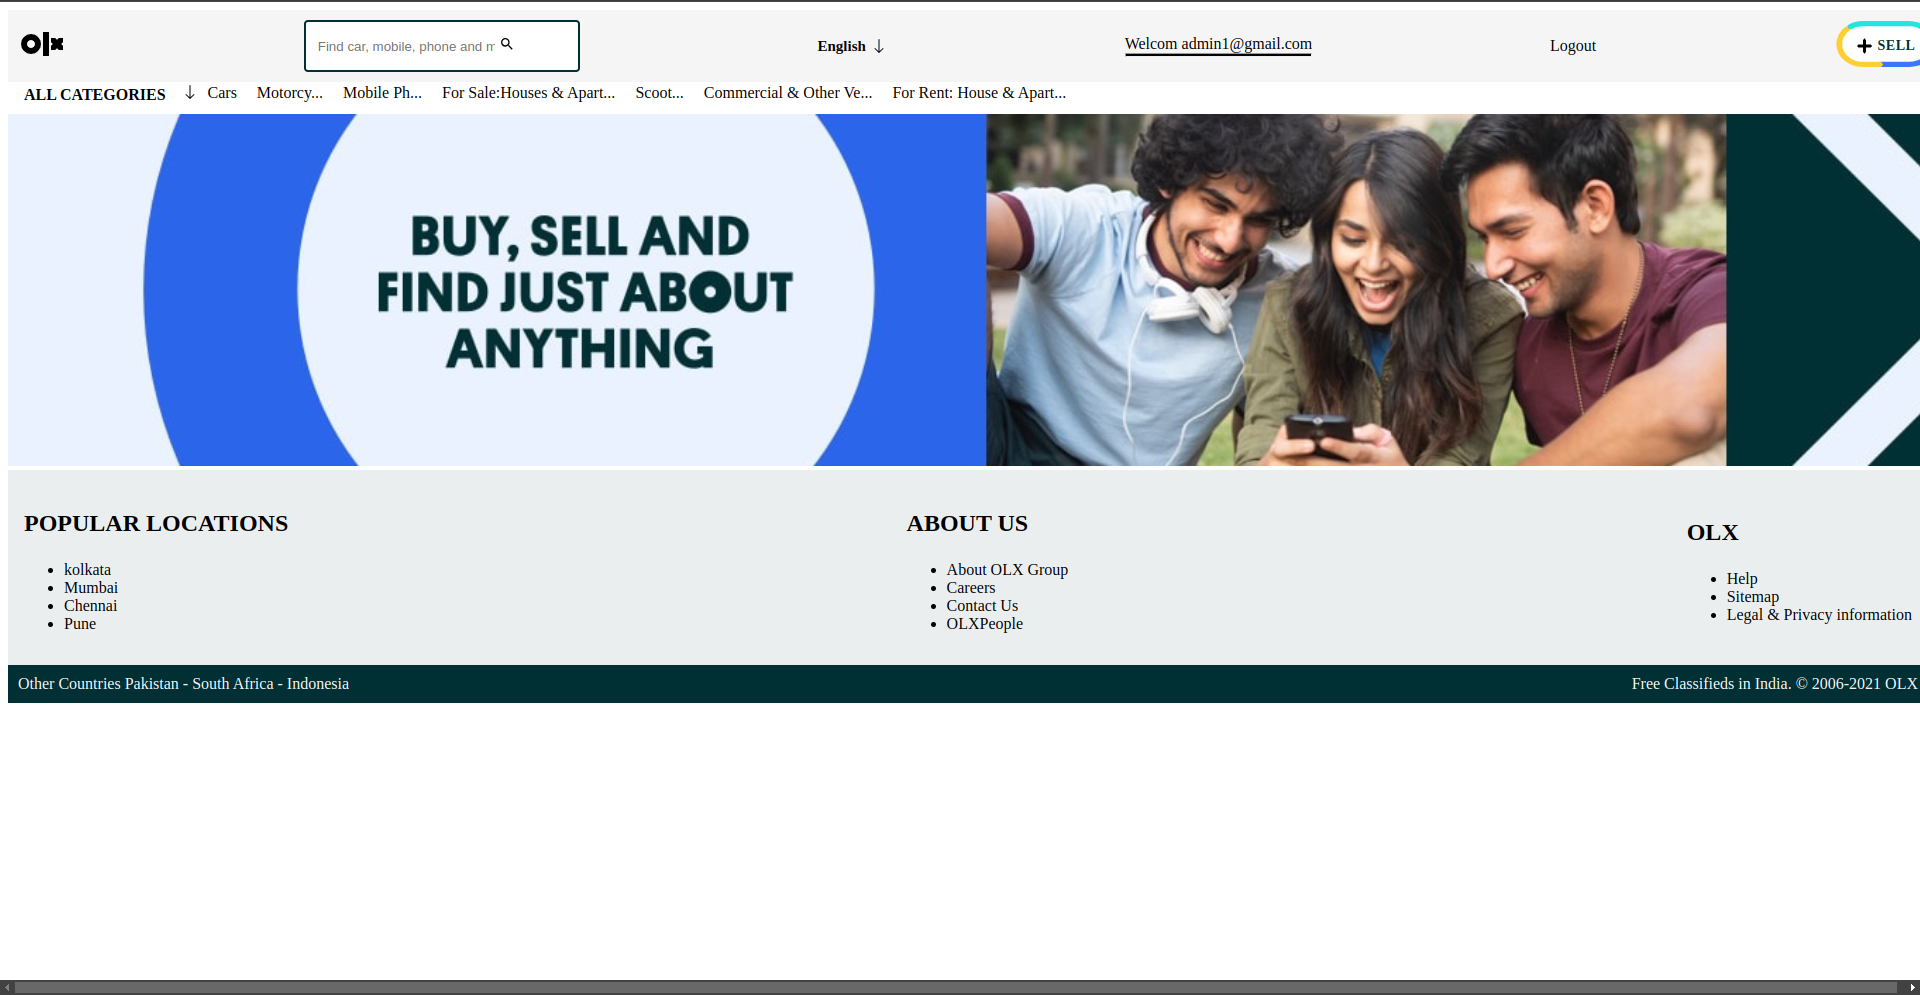 olx
Find car, mobile, phone and m
English
Welcom admin1@gmail.com
Logout
SELL
ALL CATEGORIES
Cars
Motorcy...
Mobile Ph...
For Sale:Houses & Apart...
Scoot...
Commercial & Other Ve...
For Rent: House & Apart...
BUY, SELL AND
FIND JUST ABOUT
ANYTHING
POPULAR LOCATIONS
kolkata
Mumbai
Chennai
Pune
ABOUT US
About OLX Group
Careers
Contact Us
OLXPeople
OLX
Help
Sitemap
Legal & Privacy information
Other Countries Pakistan - South Africa - Indonesia
Free Classifieds in India. © 2006-2021 OLX